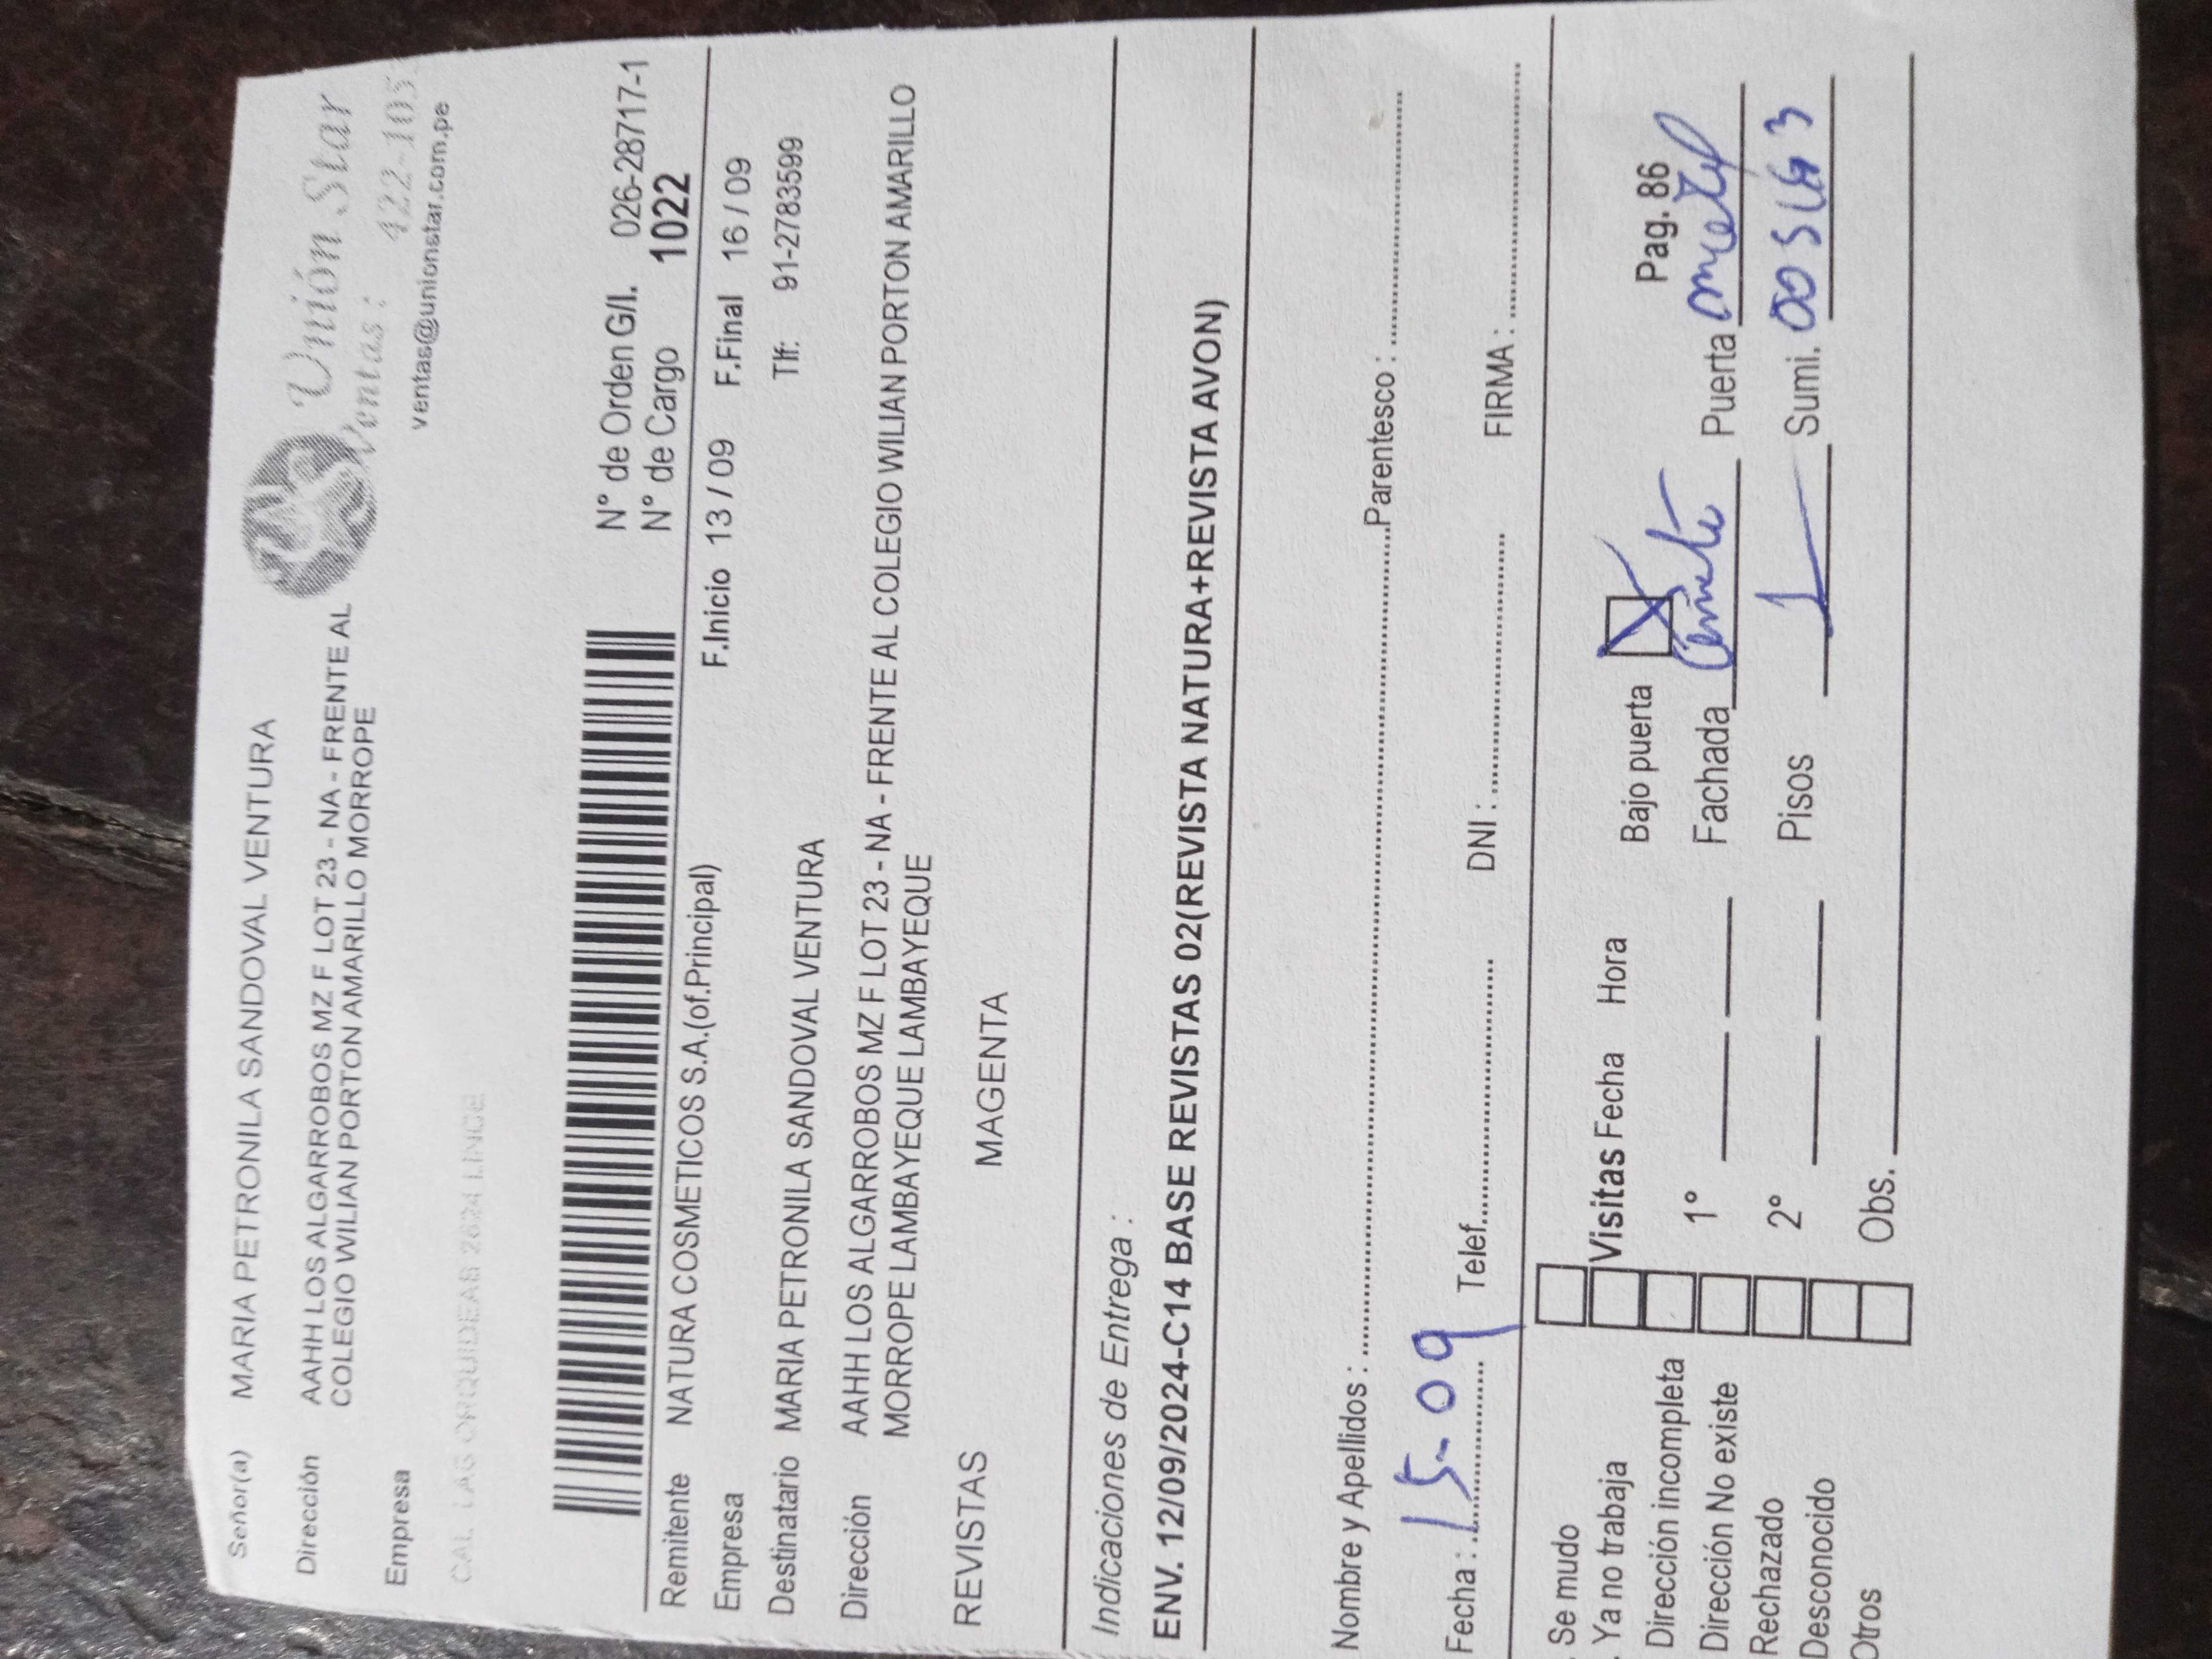 Señor(a) MARIA PETRONILA SANDOVAL VENTURA
Dirección AAHH LOS ALGARROBOS MZ F LOT 23 - NA - FRENTE AL
COLEGIO WILIAN PORTON AMARILLO MORROPE
Empresa
CAL. LAS ORQUIDEAS 2624 LINCE
Unión Star
Ventas: 422-105
ventas@unionstar.com.pe
N° de Orden G/I. 026-28717-1
N° de Cargo 1022
Remitente NATURA COSMETICOS S.A.(of.Principal)
Empresa F.Inicio 13 / 09 F.Final 16 / 09
Destinatario MARIA PETRONILA SANDOVAL VENTURA Tlf: 91-2783599
Dirección AAHH LOS ALGARROBOS MZ F LOT 23 - NA - FRENTE AL COLEGIO WILIAN PORTON AMARILLO
MORROPE LAMBAYEQUE LAMBAYEQUE
REVISTAS MAGENTA
Indicaciones de Entrega :
ENV. 12/09/2024-C14 BASE REVISTAS 02(REVISTA NATURA+REVISTA AVON)
Nombre y Apellidos : Parentesco :
Fecha : 15-09 Telef. DNI : FIRMA :
Se mudo
Ya no trabaja
Dirección incompleta
Dirección No existe
Rechazado
Desconocido
Otros
Visitas Fecha Hora
1°
2°
Obs.
Bajo puerta X Pag. 86
Fachada Puerta
Pisos 1 Sumi.